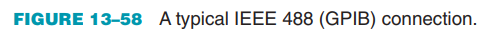 FIGURE 13–58 A typical IEEE 488 (GPIB) connection.